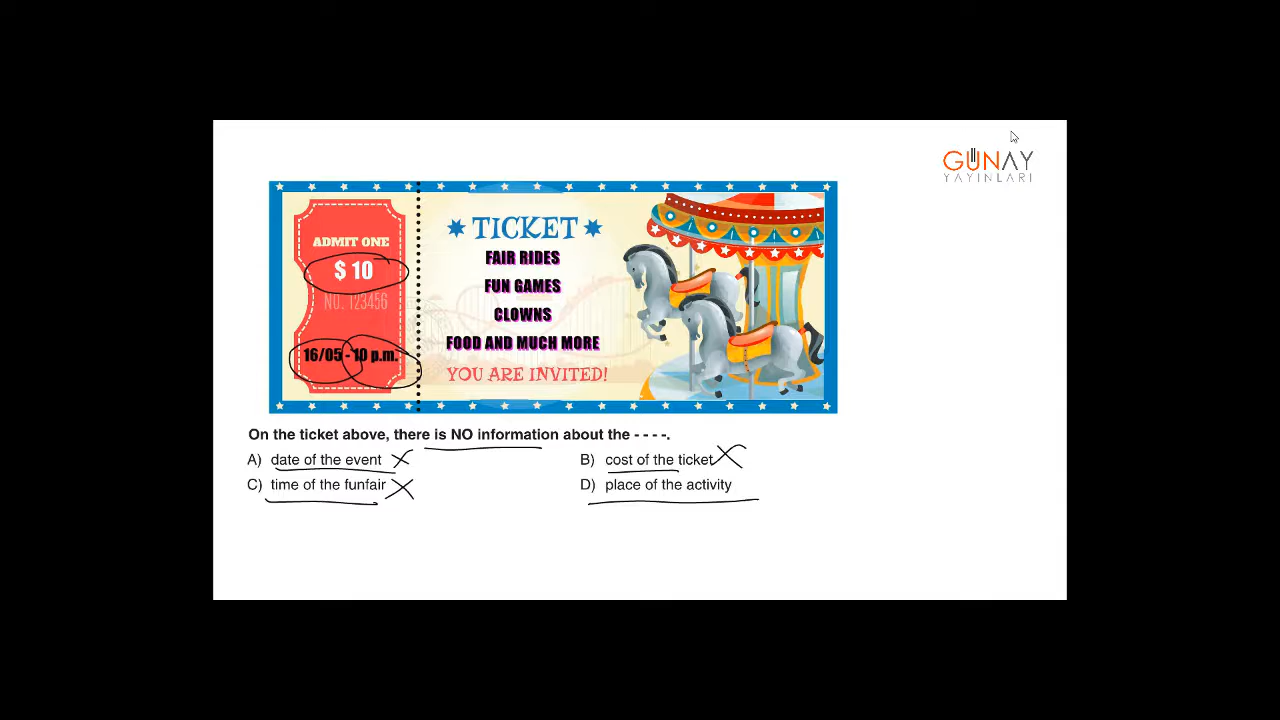 GÜNAY
YAYINLARI
ADMIT ONE
$ 10
NO. 123456
16/05 - 10 p.m.
TICKET
FAIR RIDES
FUN GAMES
CLOWNS
FOOD AND MUCH MORE
YOU ARE INVITED!
On the ticket above, there is NO information about the - - - -.
A) date of the event
B) cost of the ticket
C) time of the funfair
D) place of the activity